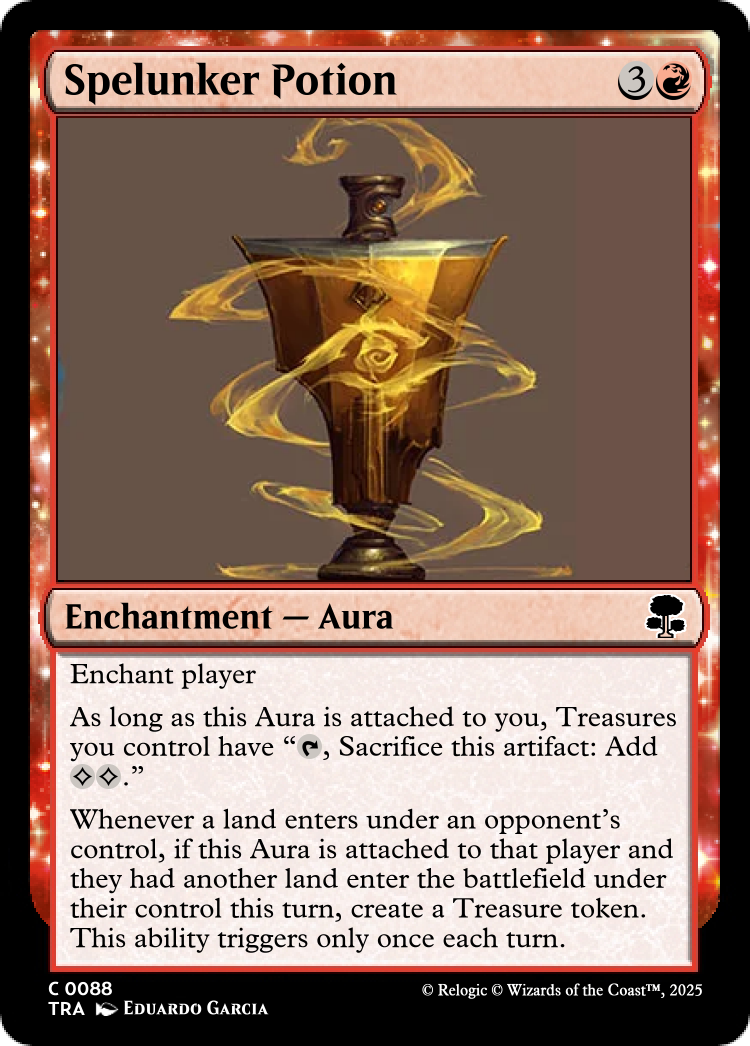 Spelunker Potion 3
Enchantment — Aura
Enchant player
As long as this Aura is attached to you, Treasures
you control have “, Sacrifice this artifact: Add
.”
Whenever a land enters under an opponent’s
control, if this Aura is attached to that player and
they had another land enter the battlefield under
their control this turn, create a Treasure token.
This ability triggers only once each turn.
C 0088
TRA Eduardo Garcia
© Relogic © Wizards of the Coast™, 2025